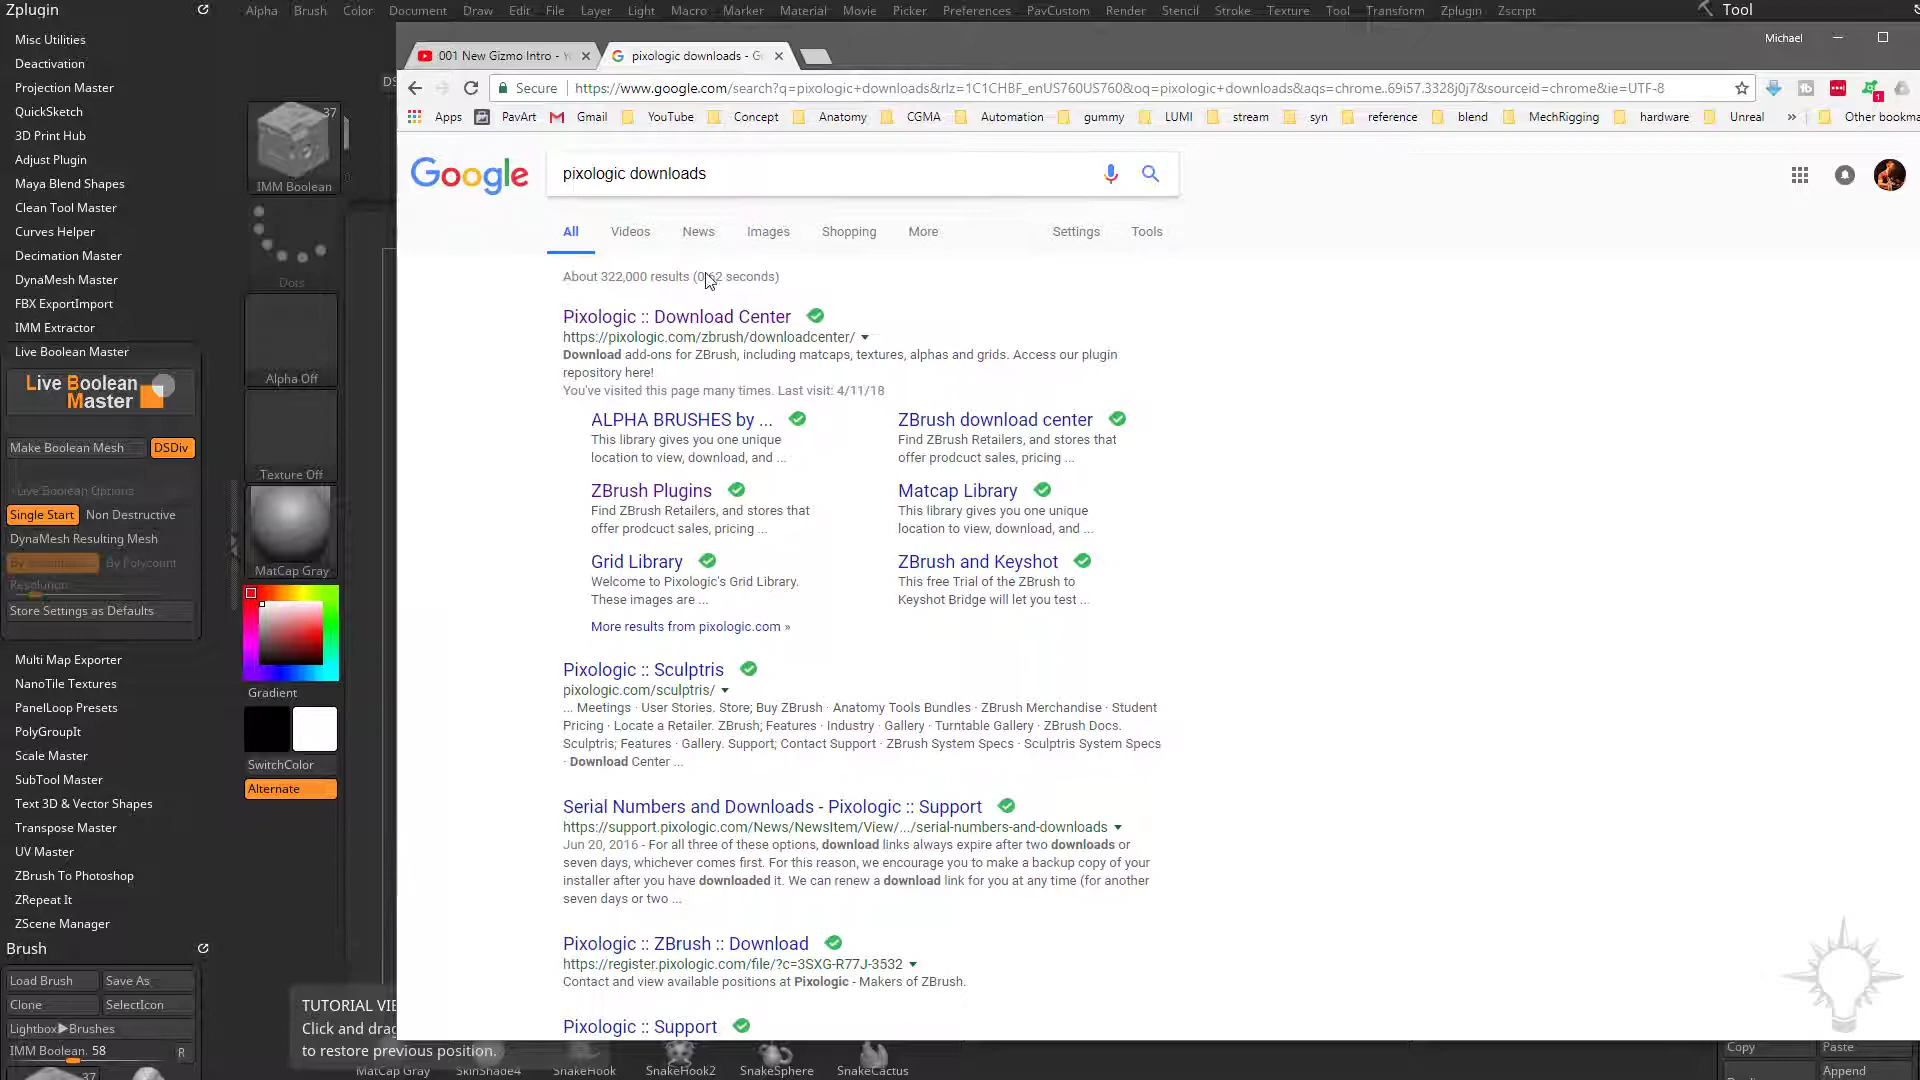 Zplugin
Alpha Brush Color Document Draw Edit File Layer Light Macro Marker Material Movie Picker Preferences PavCustom Render Stencil Stroke Texture Tool Transform Zplugin Zscript
Tool
Misc Utilities
Deactivation
Projection Master
QuickSketch
3D Print Hub
Adjust Plugin
Maya Blend Shapes
Clean Tool Master
Curves Helper
Decimation Master
DynaMesh Master
FBX ExportImport
IMM Extractor
Live Boolean Master
Live Boolean
Master
Make Boolean Mesh DSDiv
Live Boolean Options
Single Start Non Destructive
DynaMesh Resulting Mesh
By Polycount
Resolution
Store Settings as Defaults
Multi Map Exporter
NanoTile Textures
PanelLoop Presets
PolyGroupIt
Scale Master
SubTool Master
Text 3D & Vector Shapes
Transpose Master
UV Master
ZBrush To Photoshop
ZRepeat It
ZScene Manager
Brush
Load Brush Save As
Clone SelectIcon
Lightbox▶Brushes
IMM Boolean. 58 R
37
37
IMM Boolean
Dots
Alpha Off
Texture Off
MatCap Gray
Gradient
SwitchColor
Alternate
DS
TUTORIAL VIE
Click and drag
to restore previous position.
Michael
001 New Gizmo Intro -
pixologic downloads - G
Secure https://www.google.com/search?q=pixologic+downloads&rlz=1C1CHBF_enUS760US760&oq=pixologic+downloads&aqs=chrome..69i57.3328j0j7&sourceid=chrome&ie=UTF-8
Apps PavArt Gmail YouTube Concept Anatomy CGMA Automation gummy LUMI stream syn reference blend MechRigging hardware Unreal » Other bookma
Google
pixologic downloads
All Videos News Images Shopping More Settings Tools
About 322,000 results (0.62 seconds)
Pixologic :: Download Center
https://pixologic.com/zbrush/downloadcenter/
Download add-ons for ZBrush, including matcaps, textures, alphas and grids. Access our plugin
repository here!
You've visited this page many times. Last visit: 4/11/18
ALPHA BRUSHES by ...
This library gives you one unique
location to view, download, and ...
ZBrush download center
Find ZBrush Retailers, and stores that
offer prodcuct sales, pricing ...
ZBrush Plugins
Find ZBrush Retailers, and stores that
offer prodcuct sales, pricing ...
Matcap Library
This library gives you one unique
location to view, download, and ...
Grid Library
Welcome to Pixologic's Grid Library.
These images are ...
ZBrush and Keyshot
This free Trial of the ZBrush to
Keyshot Bridge will let you test ...
More results from pixologic.com »
Pixologic :: Sculptris
pixologic.com/sculptris/
... Meetings · User Stories. Store; Buy ZBrush · Anatomy Tools Bundles · ZBrush Merchandise · Student
Pricing · Locate a Retailer. ZBrush; Features · Industry · Gallery · Turntable Gallery · ZBrush Docs.
Sculptris; Features · Gallery. Support; Contact Support · ZBrush System Specs · Sculptris System Specs
· Download Center ...
Serial Numbers and Downloads - Pixologic :: Support
https://support.pixologic.com/News/NewsItem/View/.../serial-numbers-and-downloads
Jun 20, 2016 - For all three of these options, download links always expire after two downloads or
seven days, whichever comes first. For this reason, we encourage you to make a backup copy of your
installer after you have downloaded it. We can renew a download link for you at any time (for another
seven days or two ...
Pixologic :: ZBrush :: Download
https://register.pixologic.com/file/?c=3SXG-R77J-3532
Contact and view available positions at Pixologic - Makers of ZBrush.
Pixologic :: Support
MatCap Gray SkinShade4 SnakeHook SnakeHook2 SnakeSphere SnakeCactus
Copy Paste
Append